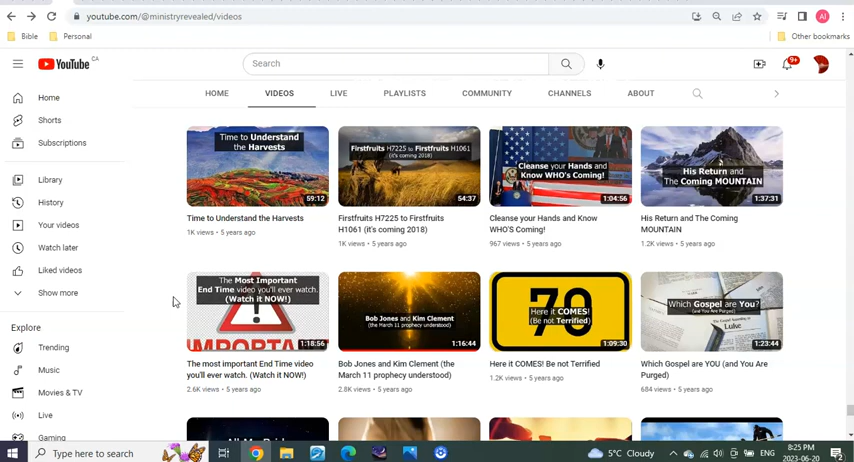 youtube.com/@ministryrevealed/videos
Al
Bible
Personal
Other bookmarks
YouTube CA
Search
9+
HOME
VIDEOS
LIVE
PLAYLISTS
COMMUNITY
CHANNELS
ABOUT
Home
Shorts
Subscriptions
Library
History
Your videos
Watch later
Liked videos
Show more
Explore
Trending
Music
Movies & TV
Live
Gaming
Time to Understand
the Harvests
59:12
Time to Understand the Harvests
1K views • 5 years ago
Firstfruits H7225 to Firstfruits H1061
(it's coming 2018)
54:37
Firstfruits H7225 to Firstfruits
H1061 (it's coming 2018)
1K views • 5 years ago
Cleanse your Hands and
Know WHO's Coming!
1:04:56
Cleanse your Hands and Know
WHO'S Coming!
967 views • 5 years ago
His Return and
The Coming MOUNTAIN
1:37:31
His Return and The Coming
MOUNTAIN
1.2K views • 5 years ago
The Most Important
End Time video you'll ever watch.
(Watch it NOW!)
IMPORTA
1:18:56
The most important End Time video
you'll ever watch. (Watch it NOW!)
2.6K views • 5 years ago
Bob Jones and Kim Clement
(the March 11 prophecy understood)
1:16:44
Bob Jones and Kim Clement (the
March 11 prophecy understood)
2.8K views • 5 years ago
70
Here it COMES!
(Be not Terrified)
1:09:30
Here it COMES! Be not Terrified
1.2K views • 5 years ago
Which Gospel are You?
(and You Are Purged)
Luke
1:23:44
Which Gospel are YOU (and You Are
Purged)
684 views • 5 years ago
Type here to search
5°C Cloudy
ENG
8:25 PM
2023-06-20
2